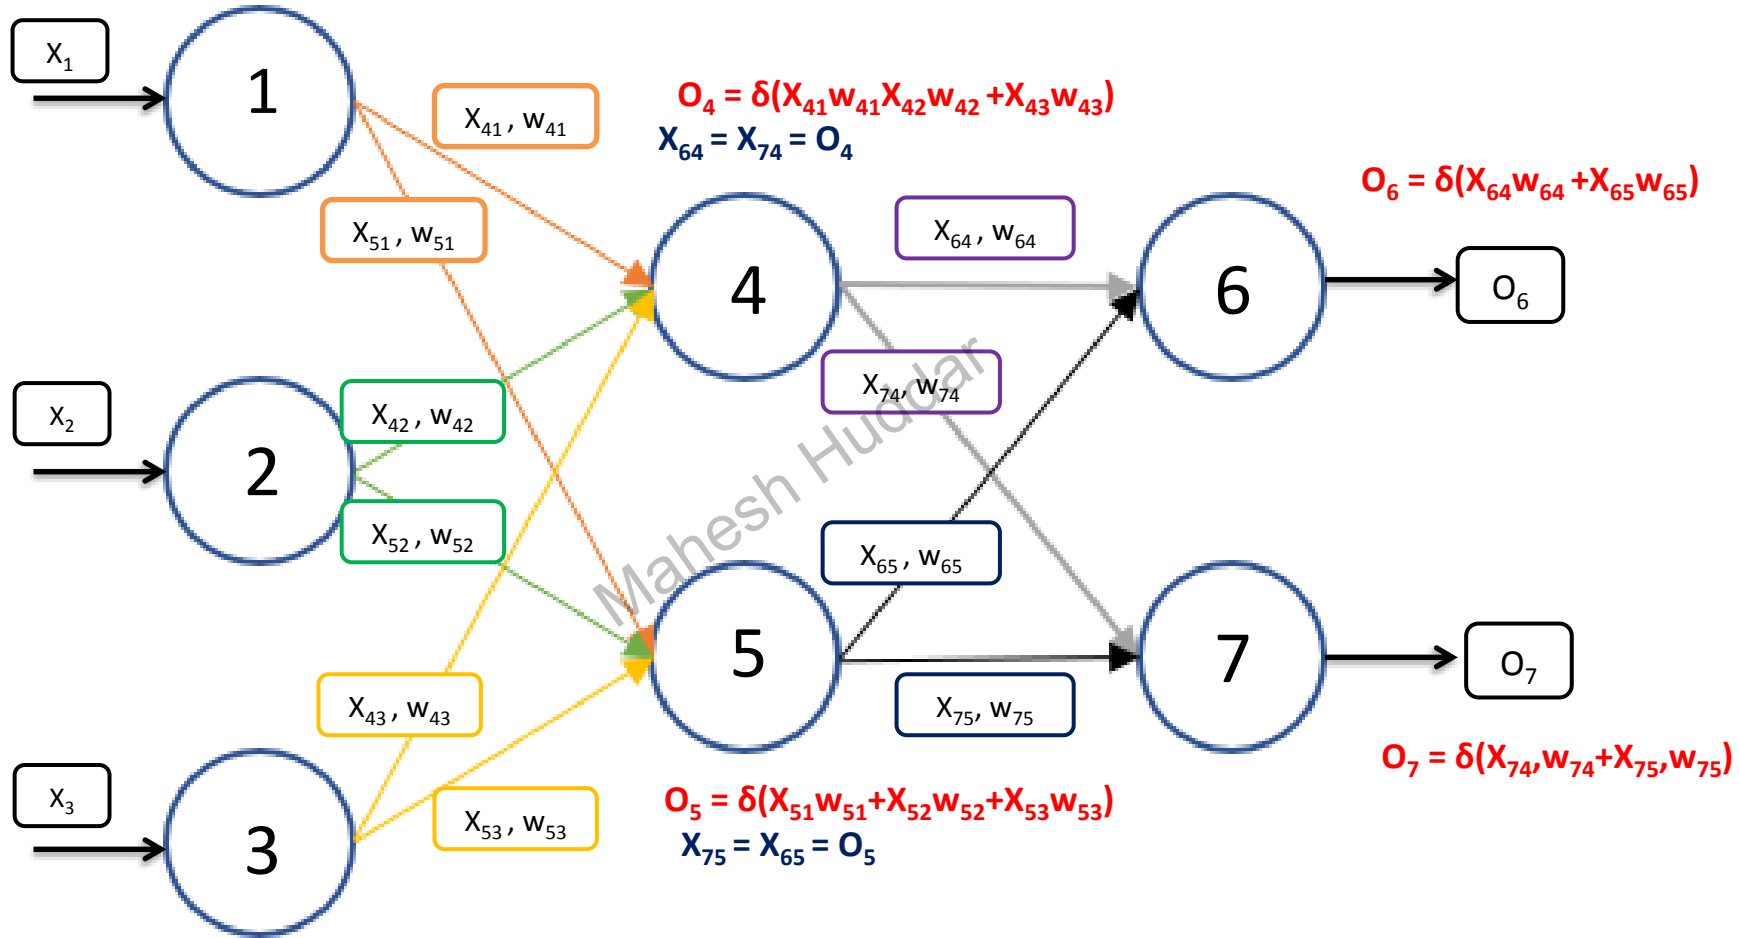 X₁
1
X₄₁ , w₄₁
O₄ = δ(X₄₁w₄₁X₄₂w₄₂ +X₄₃w₄₃)
X₆₄ = X₇₄ = O₄
O₆ = δ(X₆₄w₆₄ +X₆₅w₆₅)
X₅₁ , w₅₁
X₆₄ , w₆₄
4
6
O₆
X₂
2
X₄₂ , w₄₂
X₇₄, w₇₄
X₅₂ , w₅₂
Mahesh Huddar
X₆₅ , w₆₅
5
7
O₇
X₄₃ , w₄₃
X₇₅, w₇₅
O₇ = δ(X₇₄,w₇₄+X₇₅,w₇₅)
X₃
3
X₅₃ , w₅₃
O₅ = δ(X₅₁w₅₁+X₅₂w₅₂+X₅₃w₅₃)
X₇₅ = X₆₅ = O₅